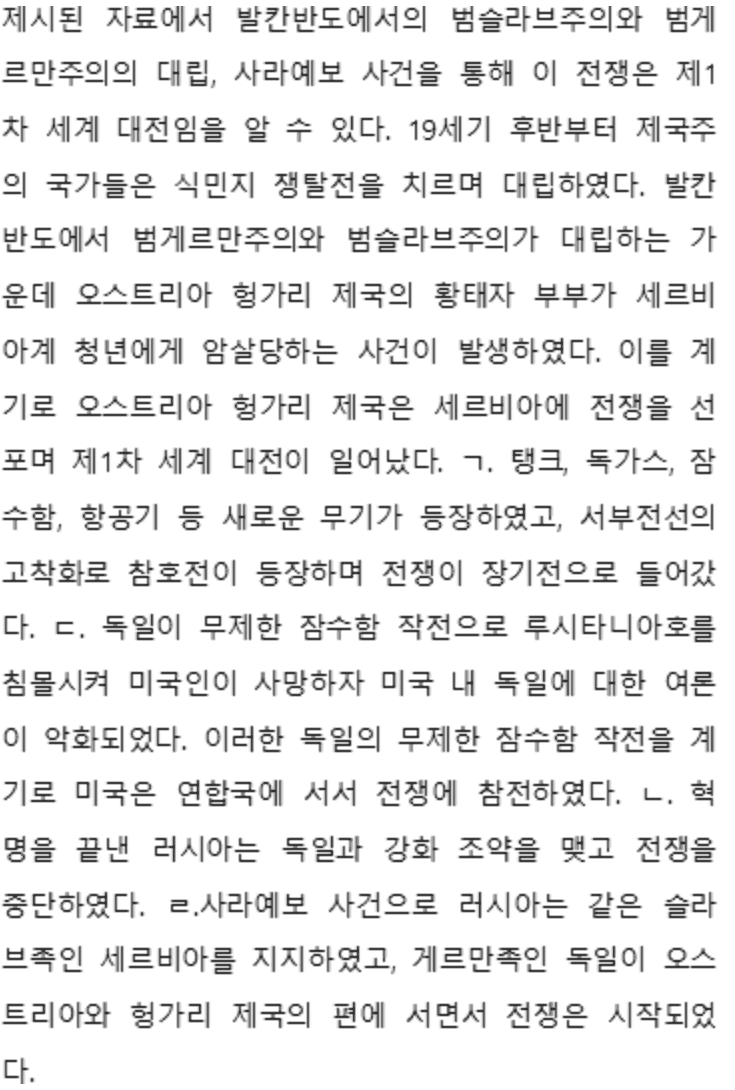 제시된 자료에서 발칸반도에서의 범슬라브주의와 범게
르만주의의 대립, 사라예보 사건을 통해 이 전쟁은 제1
차 세계 대전임을 알 수 있다. 19세기 후반부터 제국주
의 국가들은 식민지 쟁탈전을 치르며 대립하였다. 발칸
반도에서 범게르만주의와 범슬라브주의가 대립하는 가
운데 오스트리아 헝가리 제국의 황태자 부부가 세르비
아계 청년에게 암살당하는 사건이 발생하였다. 이를 계
기로 오스트리아 헝가리 제국은 세르비아에 전쟁을 선
포며 제1차 세계 대전이 일어났다. ㄱ. 탱크, 독가스, 잠
수함, 항공기 등 새로운 무기가 등장하였고, 서부전선의
고착화로 참호전이 등장하며 전쟁이 장기전으로 들어갔
다. ㄷ. 독일이 무제한 잠수함 작전으로 루시타니아호를
침몰시켜 미국인이 사망하자 미국 내 독일에 대한 여론
이 악화되었다. 이러한 독일의 무제한 잠수함 작전을 계
기로 미국은 연합국에 서서 전쟁에 참전하였다. ㄴ. 혁
명을 끝낸 러시아는 독일과 강화 조약을 맺고 전쟁을
중단하였다. ㄹ.사라예보 사건으로 러시아는 같은 슬라
브족인 세르비아를 지지하였고, 게르만족인 독일이 오스
트리아와 헝가리 제국의 편에 서면서 전쟁은 시작되었
다.